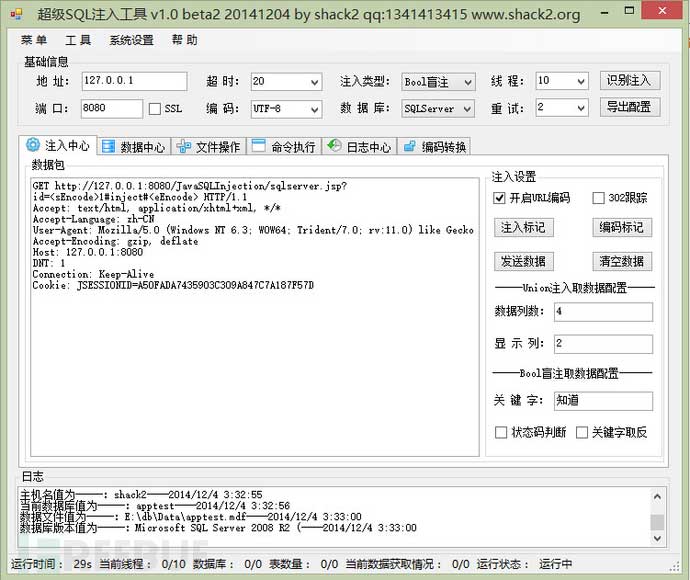 超级SQL注入工具 v1.0 beta2 20141204 by shack2 qq:1341413415 www.shack2.org
菜 单 工 具 系统设置 帮 助
基础信息
地 址: 127.0.0.1 超 时: 20 注入类型: Bool盲注 线 程: 10 识别注入
端 口: 8080 SSL 编 码: UTF-8 数 据 库: SQLServer 重 试: 2 导出配置
注入中心 数据中心 文件操作 命令执行 日志中心 编码转换
数据包
GET http://127.0.0.1:8080/JavaSQLInjection/sqlserver.jsp?
id=<sEncode>1#inject#<eEncode> HTTP/1.1
Accept: text/html, application/xhtml+xml, */*
Accept-Language: zh-CN
User-Agent: Mozilla/5.0 (Windows NT 6.3; WOW64; Trident/7.0; rv:11.0) like Gecko
Accept-Encoding: gzip, deflate
Host: 127.0.0.1:8080
DNT: 1
Connection: Keep-Alive
Cookie: JSESSIONID=A50FADA7435903C309A847C7A187F57D
注入设置
开启URL编码 302跟踪
注入标记 编码标记
发送数据 清空数据
——Union注入取数据配置——
数据列数: 4
显 示 列: 2
——Bool盲注取数据配置——
关 键 字: 知道
状态码判断 关键字取反
日志
主机名值为————: shack2——2014/12/4 3:32:55
当前数据库值为————: apptest——2014/12/4 3:32:56
数据文件值为————: E:\db\Data\apptest.mdf——2014/12/4 3:33:00
数据库版本值为————: Microsoft SQL Server 2008 R2 (——2014/12/4 3:33:00
FREEBUF
运行时间: 29s 当前线程: 0/10 数据库: 0/0 表数量: 0/0 当前数据获取情况: 0/0 运行状态: 运行中